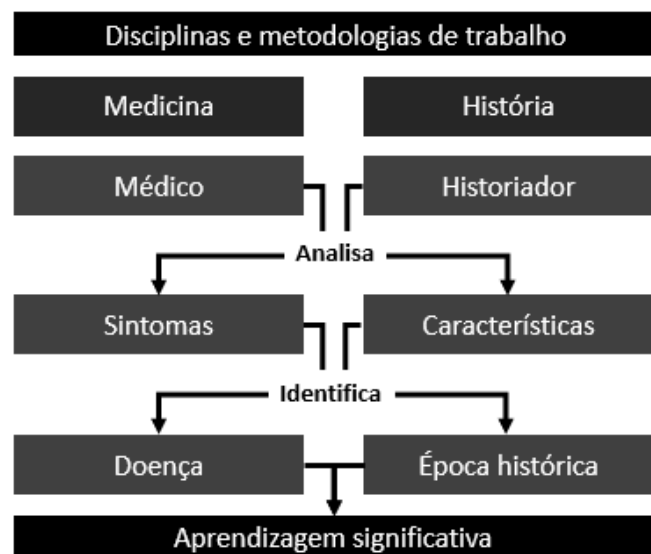 Disciplinas e metodologias de trabalho
Medicina
História
Médico
Historiador
Analisa
Sintomas
Características
Identifica
Doença
Época histórica
Aprendizagem significativa